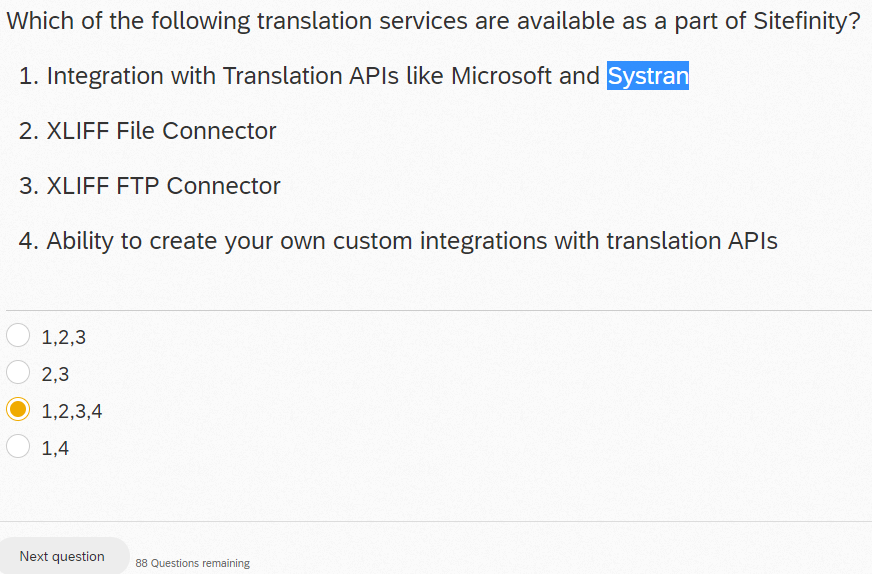 Which of the following translation services are available as a part of Sitefinity?
1. Integration with Translation APIs like Microsoft and Systran
2. XLIFF File Connector
3. XLIFF FTP Connector
4. Ability to create your own custom integrations with translation APIs
1,2,3
2,3
1,2,3,4
1,4
Next question
88 Questions remaining